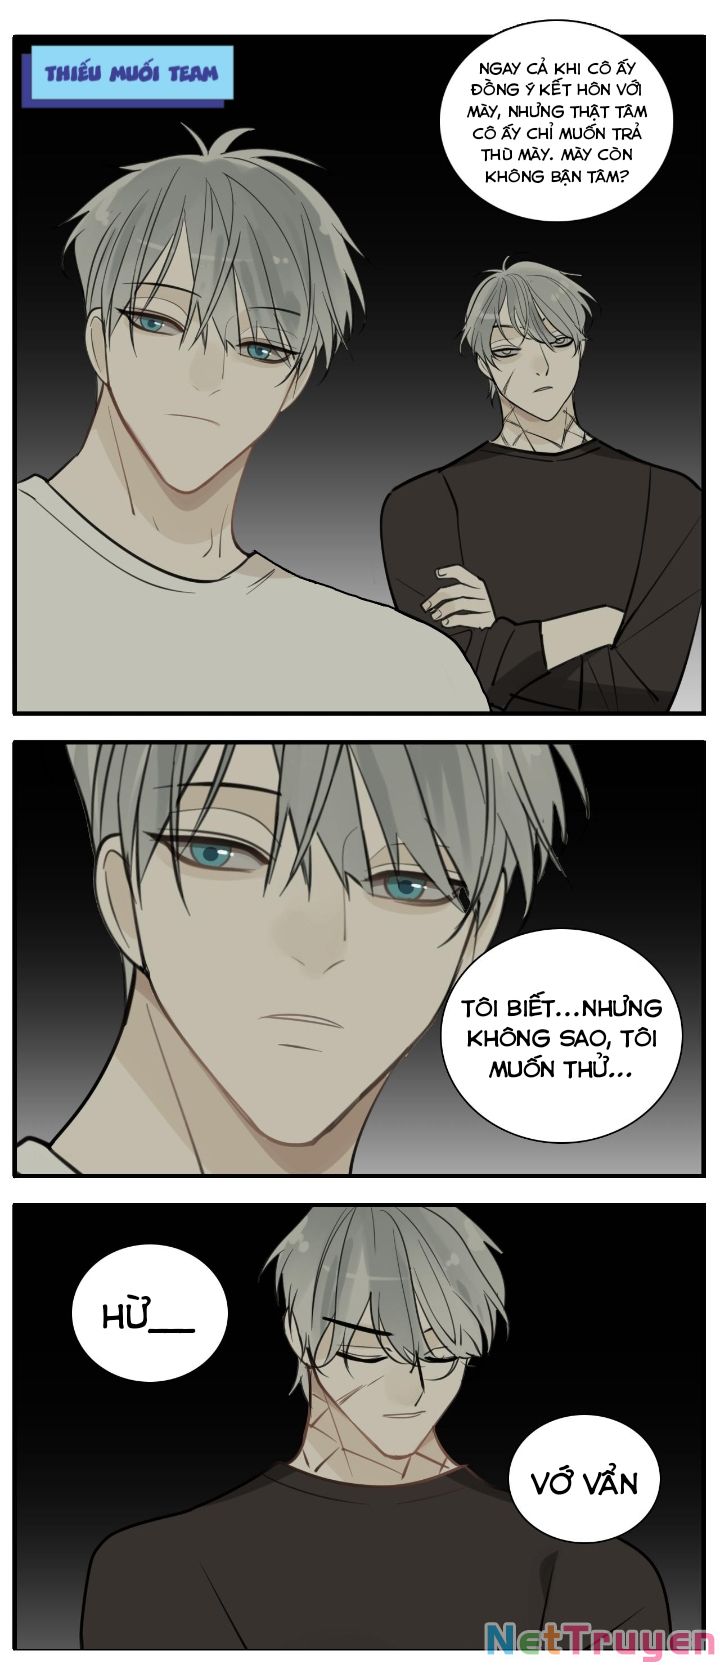 THIẾU MUỐI TEAM
NGAY CẢ KHI CÔ ẤY
ĐỒNG Ý KẾT HÔN VỚI
MÀY, NHƯNG THẬT TÂM
CÔ ẤY CHỈ MUỐN TRẢ
THÙ MÀY. MÀY CÒN
KHÔNG BẬN TÂM?
TÔI BIẾT...NHƯNG
KHÔNG SAO, TÔI
MUỐN THỬ...
HỪ__
VỚ VẨN
NetTruyen